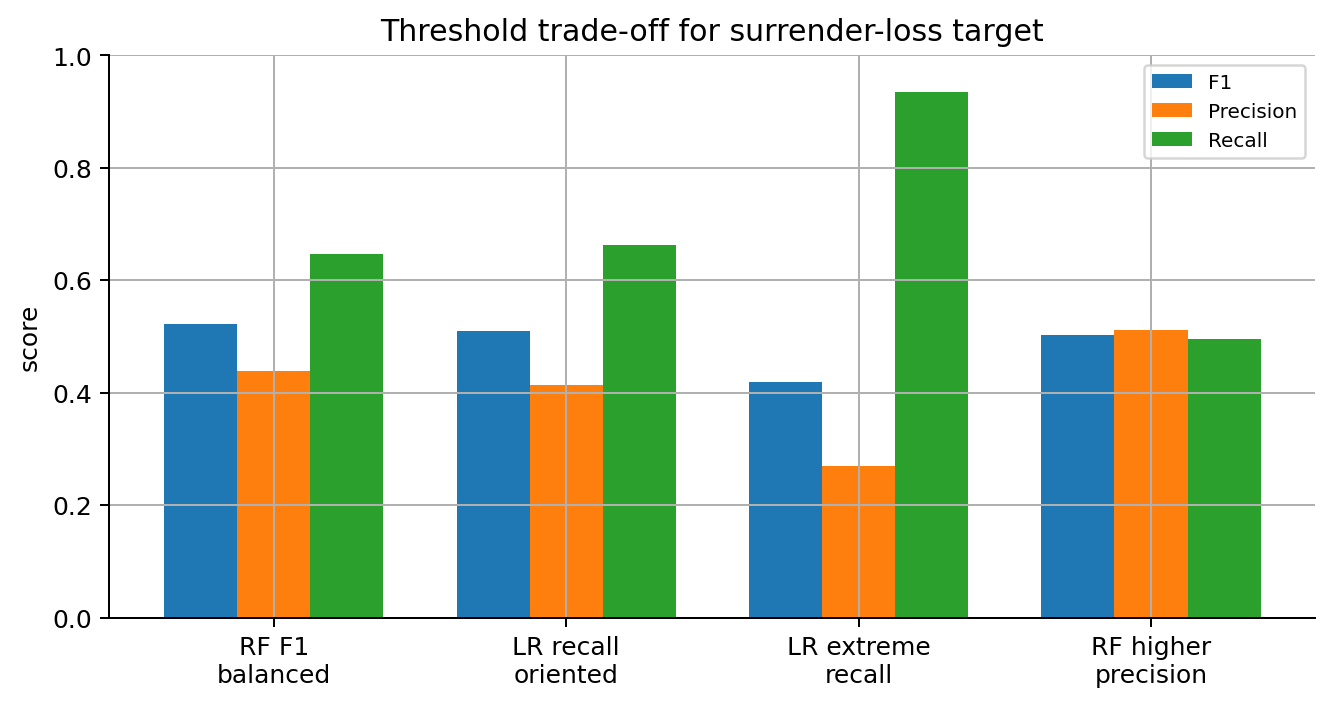 Threshold trade-off for surrender-loss target
1.0
0.8
0.6
0.4
0.2
0.0
score
F1
Precision
Recall
RF F1
balanced
LR recall
oriented
LR extreme
recall
RF higher
precision